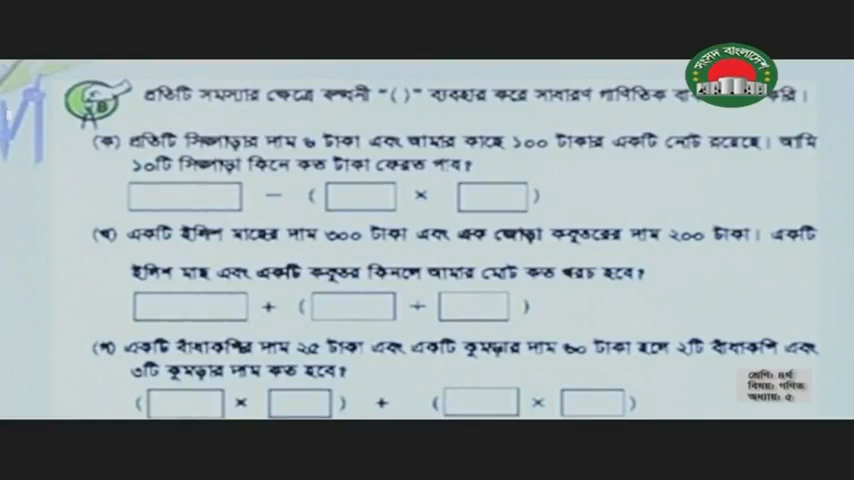 সংসদ বাংলাদেশ
প্রতিটি সমস্যার ক্ষেত্রে বন্ধনী "( )" ব্যবহার করে সাধারণ গাণিতিক করি।
(ক) প্রতিটি সিঙ্গাড়ার দাম ৬ টাকা এবং আমার কাছে ১০০ টাকার একটি নোট রয়েছে। আমি
১০টি সিঙ্গাড়া কিনে কত টাকা ফেরত পাব?
− ( × )
(খ) একটি ইলিশ মাছের দাম ৩০০ টাকা এবং এক জোড়া কবুতরের দাম ২০০ টাকা। একটি
ইলিশ মাছ এবং একটি কবুতর কিনলে আমার মোট কত খরচ হবে?
+ ( ÷ )
(গ) একটি বাঁধাকপির দাম ২৫ টাকা এবং একটি কুমড়ার দাম ৬০ টাকা হলে ২টি বাঁধাকপি এবং
৩টি কুমড়ার দাম কত হবে?
( × ) + ( × )
শ্রেণি: ৪র্থ
বিষয়: গণিত
অধ্যায়: ৫